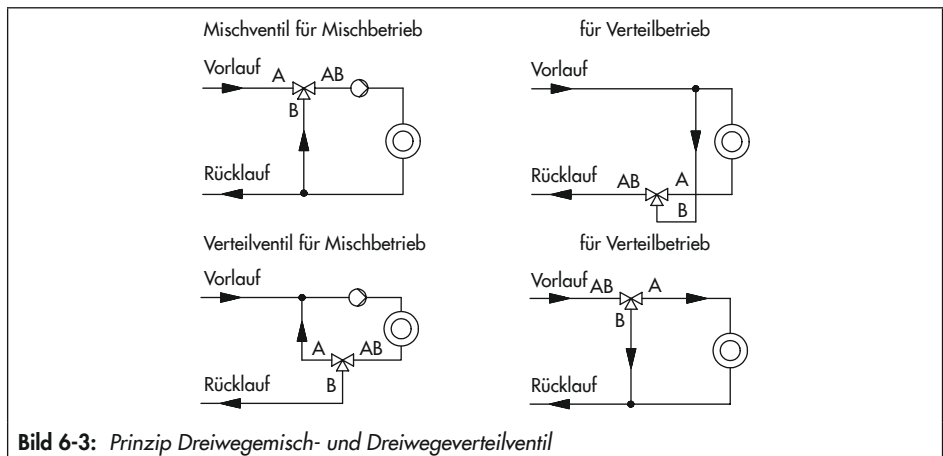 Mischventil für Mischbetrieb
für Verteilbetrieb
Vorlauf
A
AB
B
Rücklauf
Vorlauf
Rücklauf
AB
A
B
Verteilventil für Mischbetrieb
für Verteilbetrieb
Vorlauf
A
AB
B
Rücklauf
Vorlauf
AB
A
B
Rücklauf
Bild 6-3: Prinzip Dreiwegemisch- und Dreiwegeverteilventil